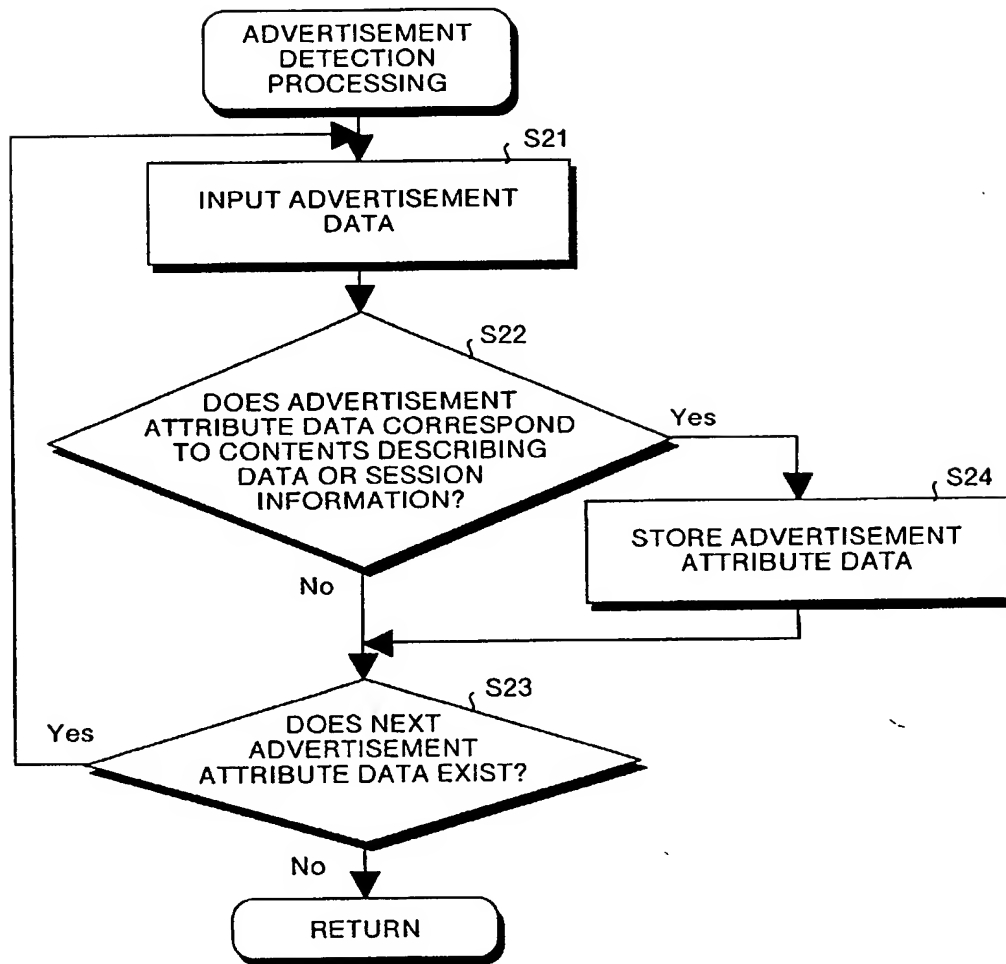 ADVERTISEMENT
DETECTION
PROCESSING
S21
INPUT ADVERTISEMENT
DATA
S22
DOES ADVERTISEMENT
ATTRIBUTE DATA CORRESPOND
TO CONTENTS DESCRIBING
DATA OR SESSION
INFORMATION?
Yes
No
S24
STORE ADVERTISEMENT
ATTRIBUTE DATA
S23
DOES NEXT
ADVERTISEMENT
ATTRIBUTE DATA EXIST?
Yes
No
RETURN